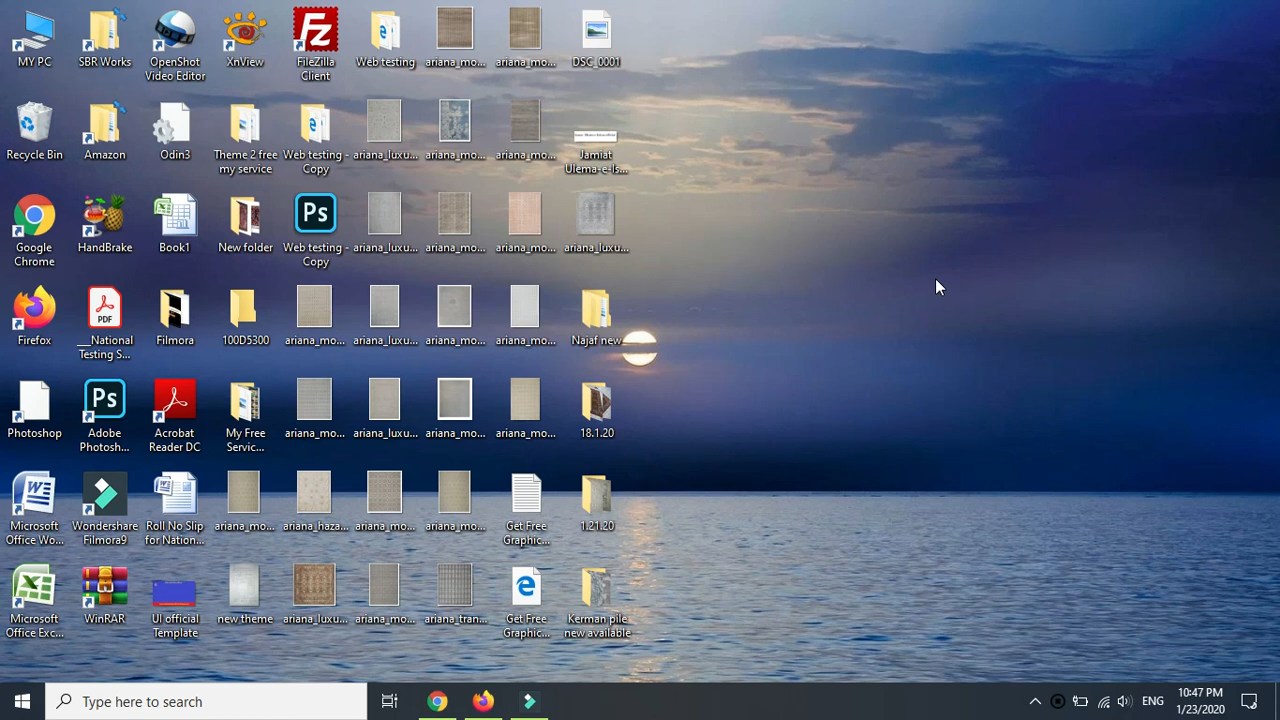 MY PC
SBR Works
OpenShot
Video Editor
XnView
FileZilla
Client
Web testing
ariana_mo...
ariana_mo...
DSC_0001
Recycle Bin
Amazon
Odin3
Theme 2 free
my service
Web testing -
Copy
ariana_luxu...
ariana_mo...
ariana_mo...
Jamiat
Ulema-e-Is...
Google
Chrome
HandBrake
Book1
New folder
Web testing -
Copy
ariana_luxu...
ariana_mo...
ariana_mo...
ariana_luxu...
Firefox
PDF
__National
Testing S...
Filmora
100D5300
ariana_mo...
ariana_luxu...
ariana_mo...
ariana_mo...
Najaf new
Photoshop
Adobe
Photosh...
Acrobat
Reader DC
My Free
Servic...
ariana_mo...
ariana_luxu...
ariana_mo...
ariana_mo...
18.1.20
Microsoft
Office Wo...
Wondershare
Filmora9
Roll No Slip
for Nation...
ariana_mo...
ariana_haza...
ariana_mo...
ariana_mo...
Get Free
Graphic...
1.21.20
Microsoft
Office Exc...
WinRAR
UI official
Template
new theme
ariana_luxu...
ariana_mo...
ariana_tran...
Get Free
Graphic...
Kerman pile
new available
Type here to search
ENG
10:47 PM
1/23/2020